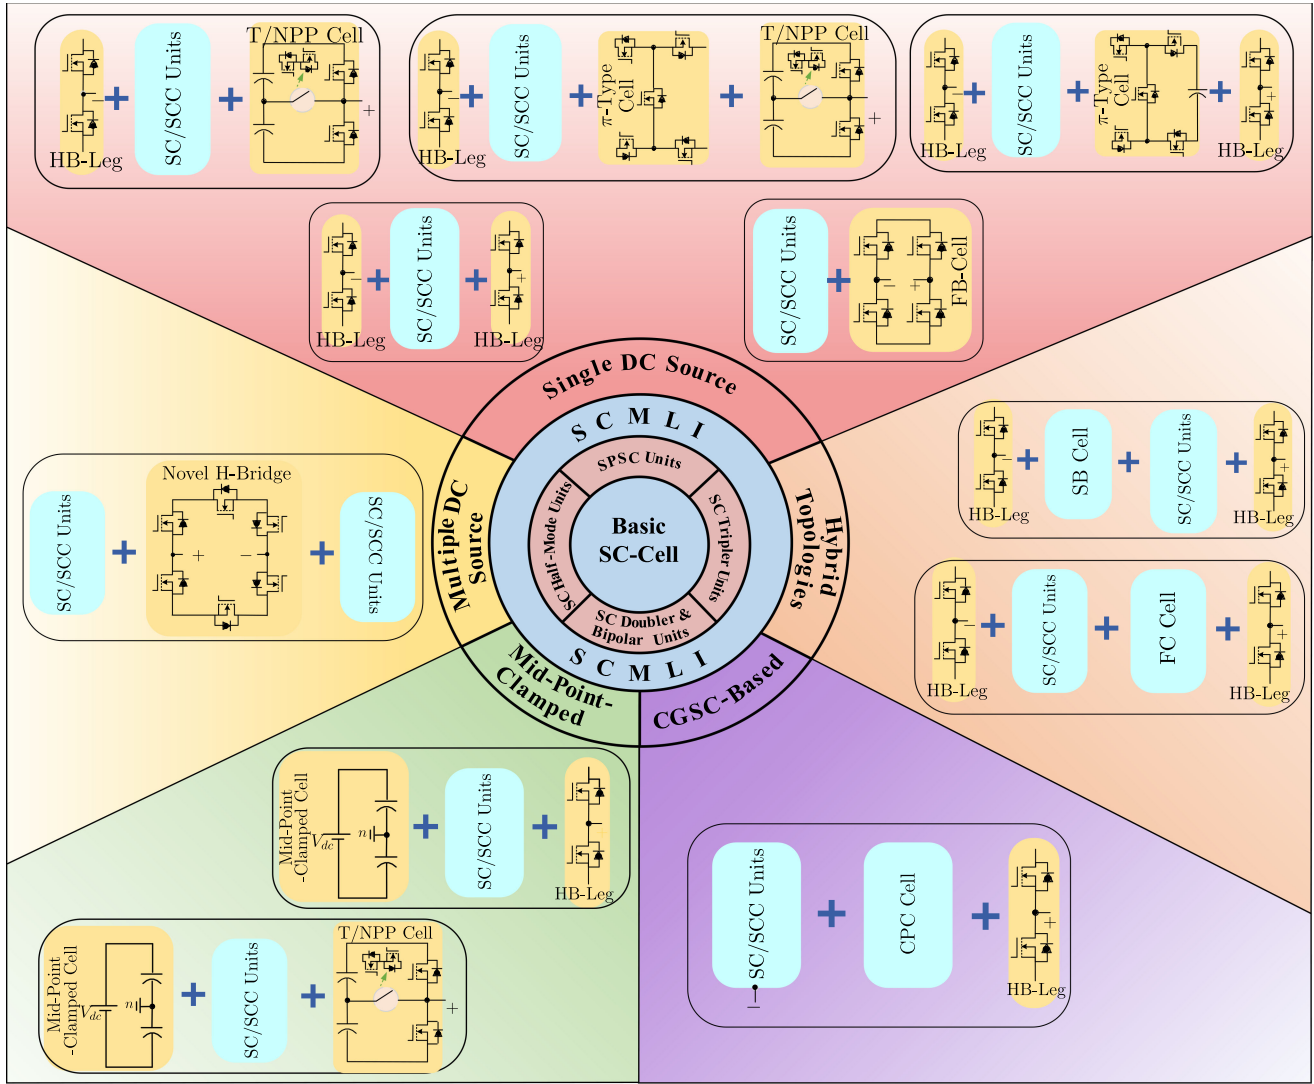 HB-Leg
+
SC/SCC Units
+
T/NPP Cell
−
+
HB-Leg
+
SC/SCC Units
+
π-Type
Cell
+
T/NPP Cell
−
+
HB-Leg
+
SC/SCC Units
+
π-Type
Cell
+
HB-Leg
−
+
HB-Leg
+
SC/SCC Units
+
HB-Leg
−
+
SC/SCC Units
+
FB-Cell
−
+
Single DC Source
Multiple DC
Source
Hybrid
Topologies
Mid-Point-
Clamped
CGSC-Based
SCMLI
SPSC Units
SC Half-Mode Units
SC Tripler Units
Basic
SC-Cell
SC Doubler &
Bipolar Units
SCMLI
SC/SCC Units
+
Novel H-Bridge
+
−
+
SC/SCC Units
HB-Leg
−
+
SB Cell
+
SC/SCC Units
+
HB-Leg
+
HB-Leg
−
+
SC/SCC Units
+
FC Cell
+
HB-Leg
+
Mid-Point
-Clamped Cell
Vdc
n
+
SC/SCC Units
+
HB-Leg
+
Mid-Point
-Clamped Cell
Vdc
n
+
SC/SCC Units
+
T/NPP Cell
+
SC/SCC Units
−
+
CPC Cell
+
HB-Leg
+